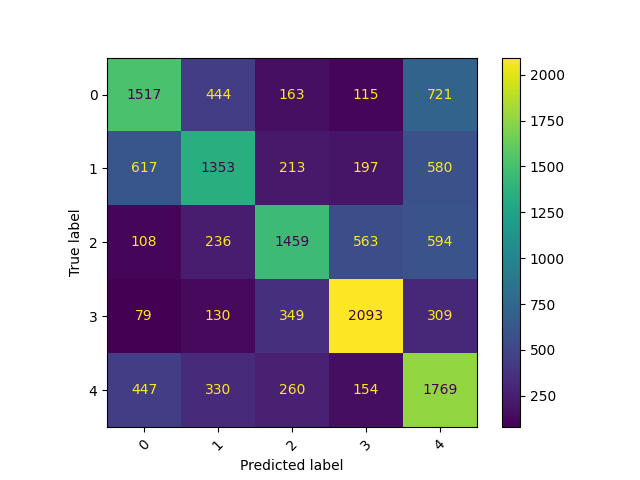 0 1517 444 163 115 721
1 617 1353 213 197 580
2 108 236 1459 563 594
3 79 130 349 2093 309
4 447 330 260 154 1769
0 1 2 3 4
True label
Predicted label
2000
1750
1500
1250
1000
750
500
250